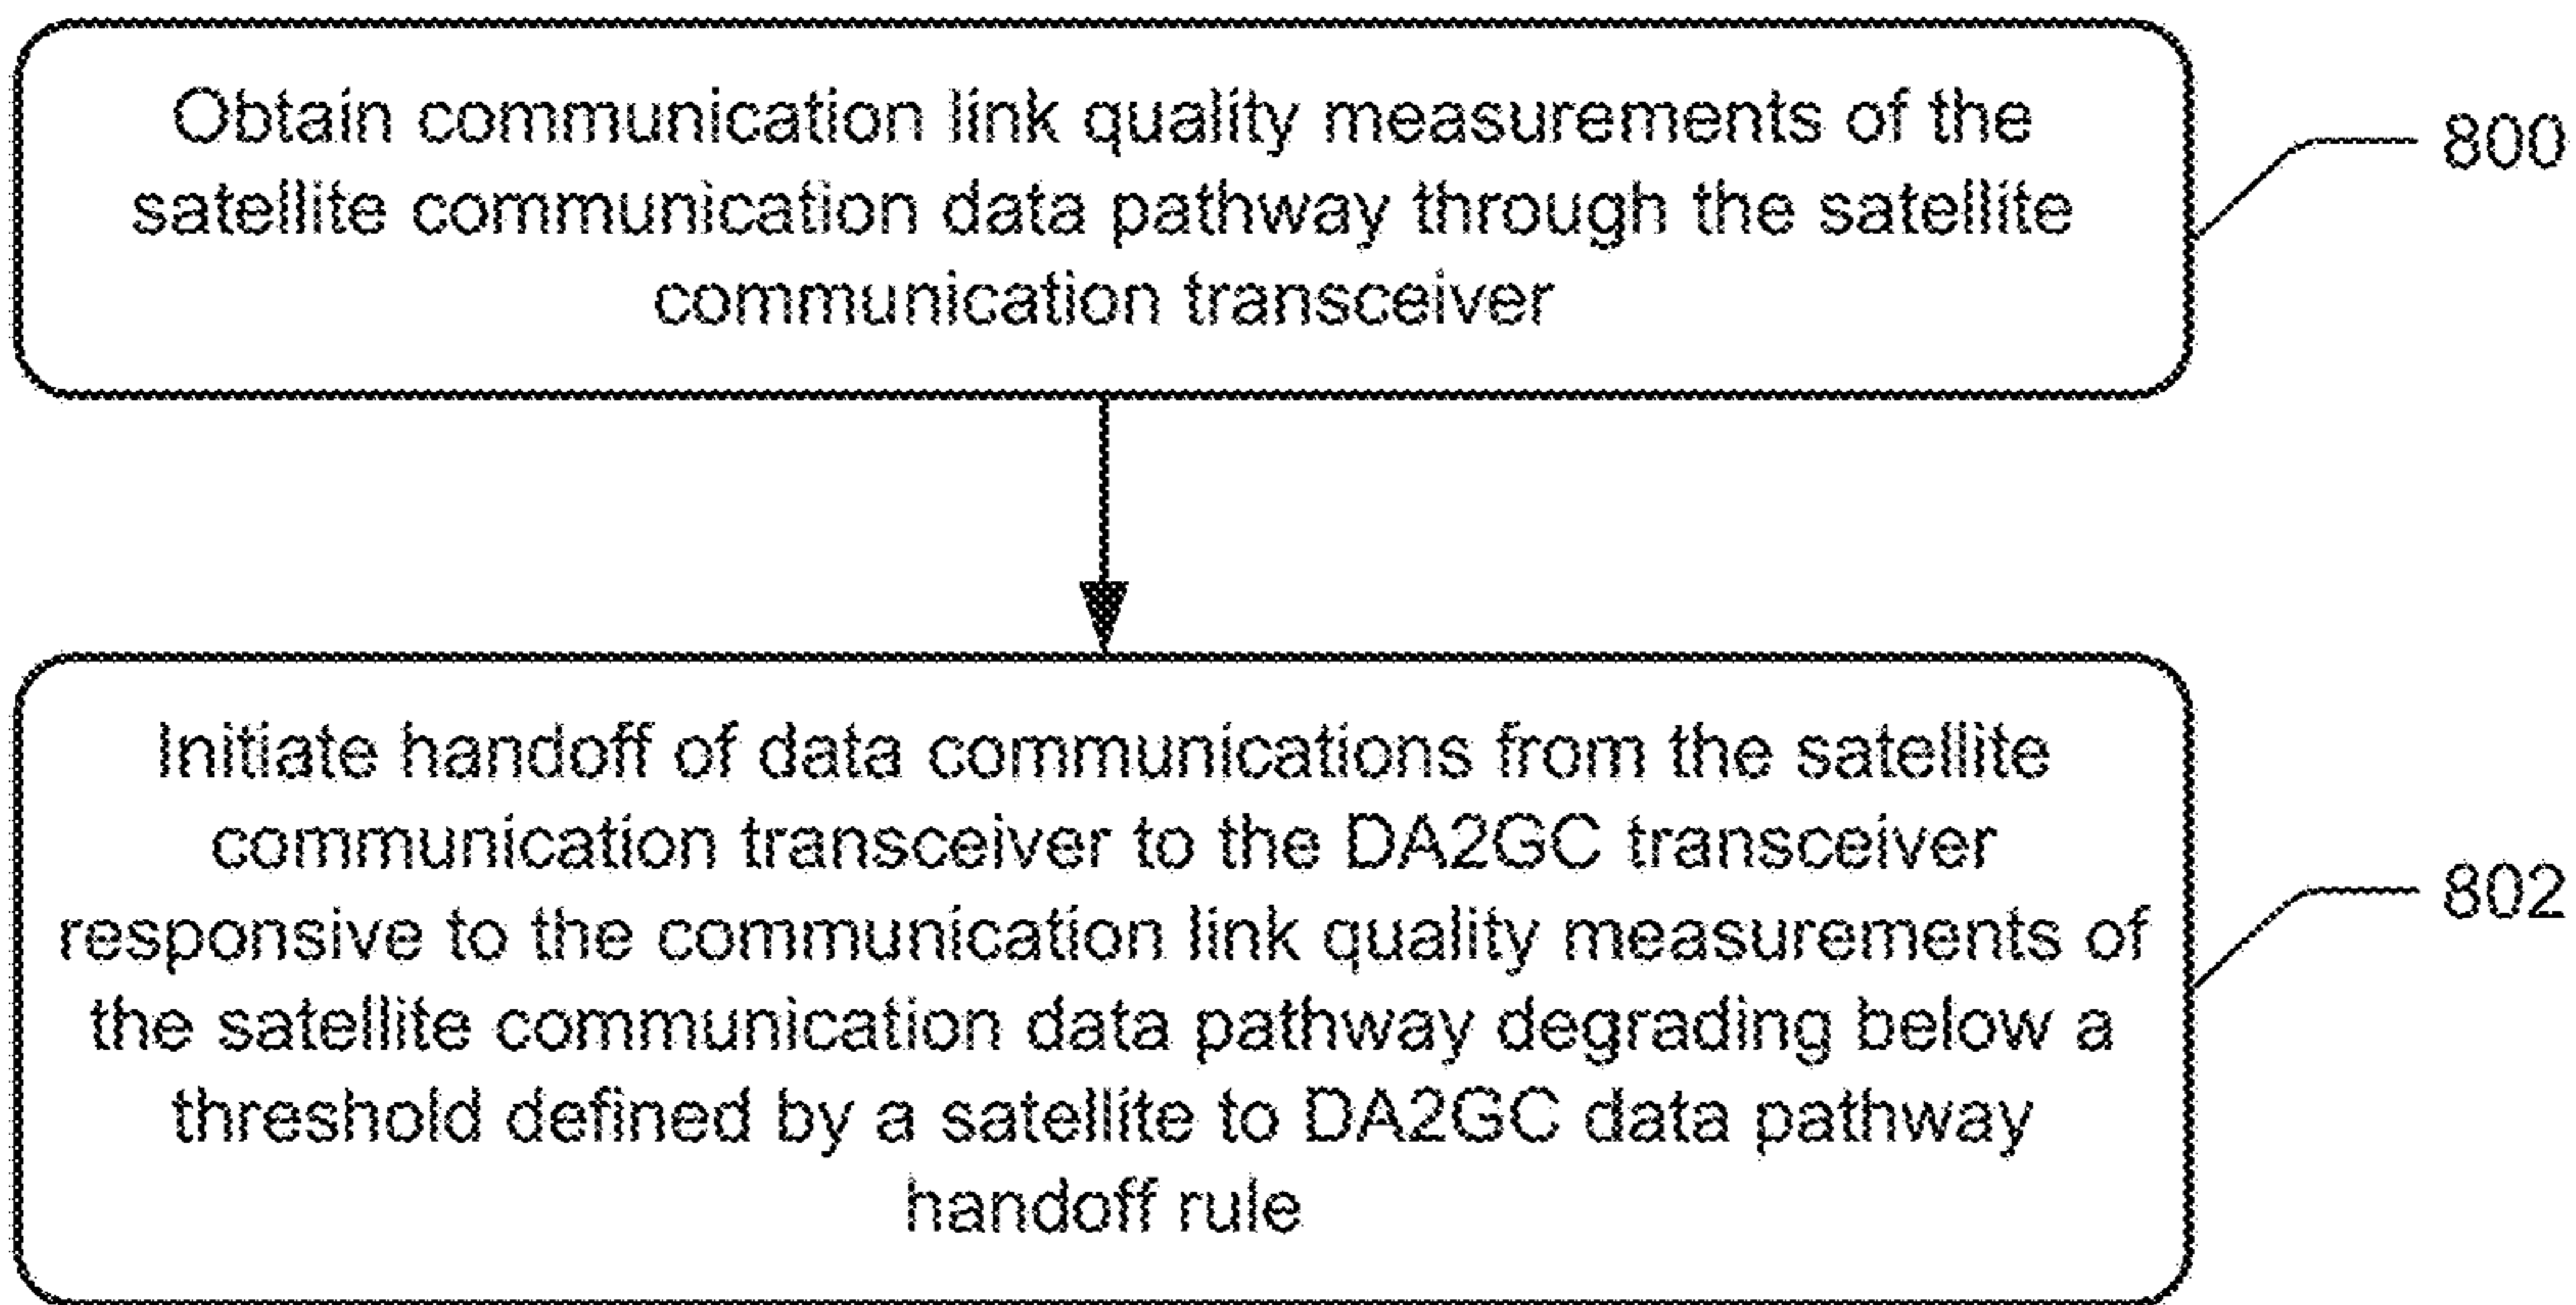 Obtain communication link quality measurements of the
satellite communication data pathway through the satellite
communication transceiver
800
Initiate handoff of data communications from the satellite
communication transceiver to the DA2GC transceiver
responsive to the communication link quality measurements of
the satellite communication data pathway degrading below a
threshold defined by a satellite to DA2GC data pathway
handoff rule
802